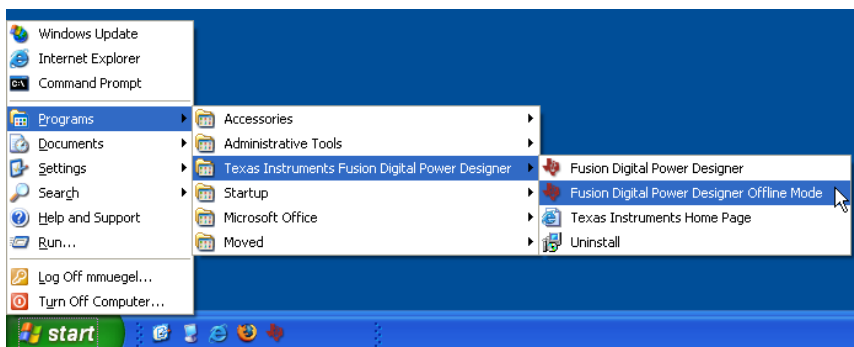 Windows Update
Internet Explorer
C:\
Command Prompt
Programs
Documents
Settings
Search
Help and Support
Run...
Log Off mmuegel...
Turn Off Computer...
Accessories
Administrative Tools
Texas Instruments Fusion Digital Power Designer
Startup
Microsoft Office
Moved
Fusion Digital Power Designer
Fusion Digital Power Designer Offline Mode
Texas Instruments Home Page
Uninstall
start